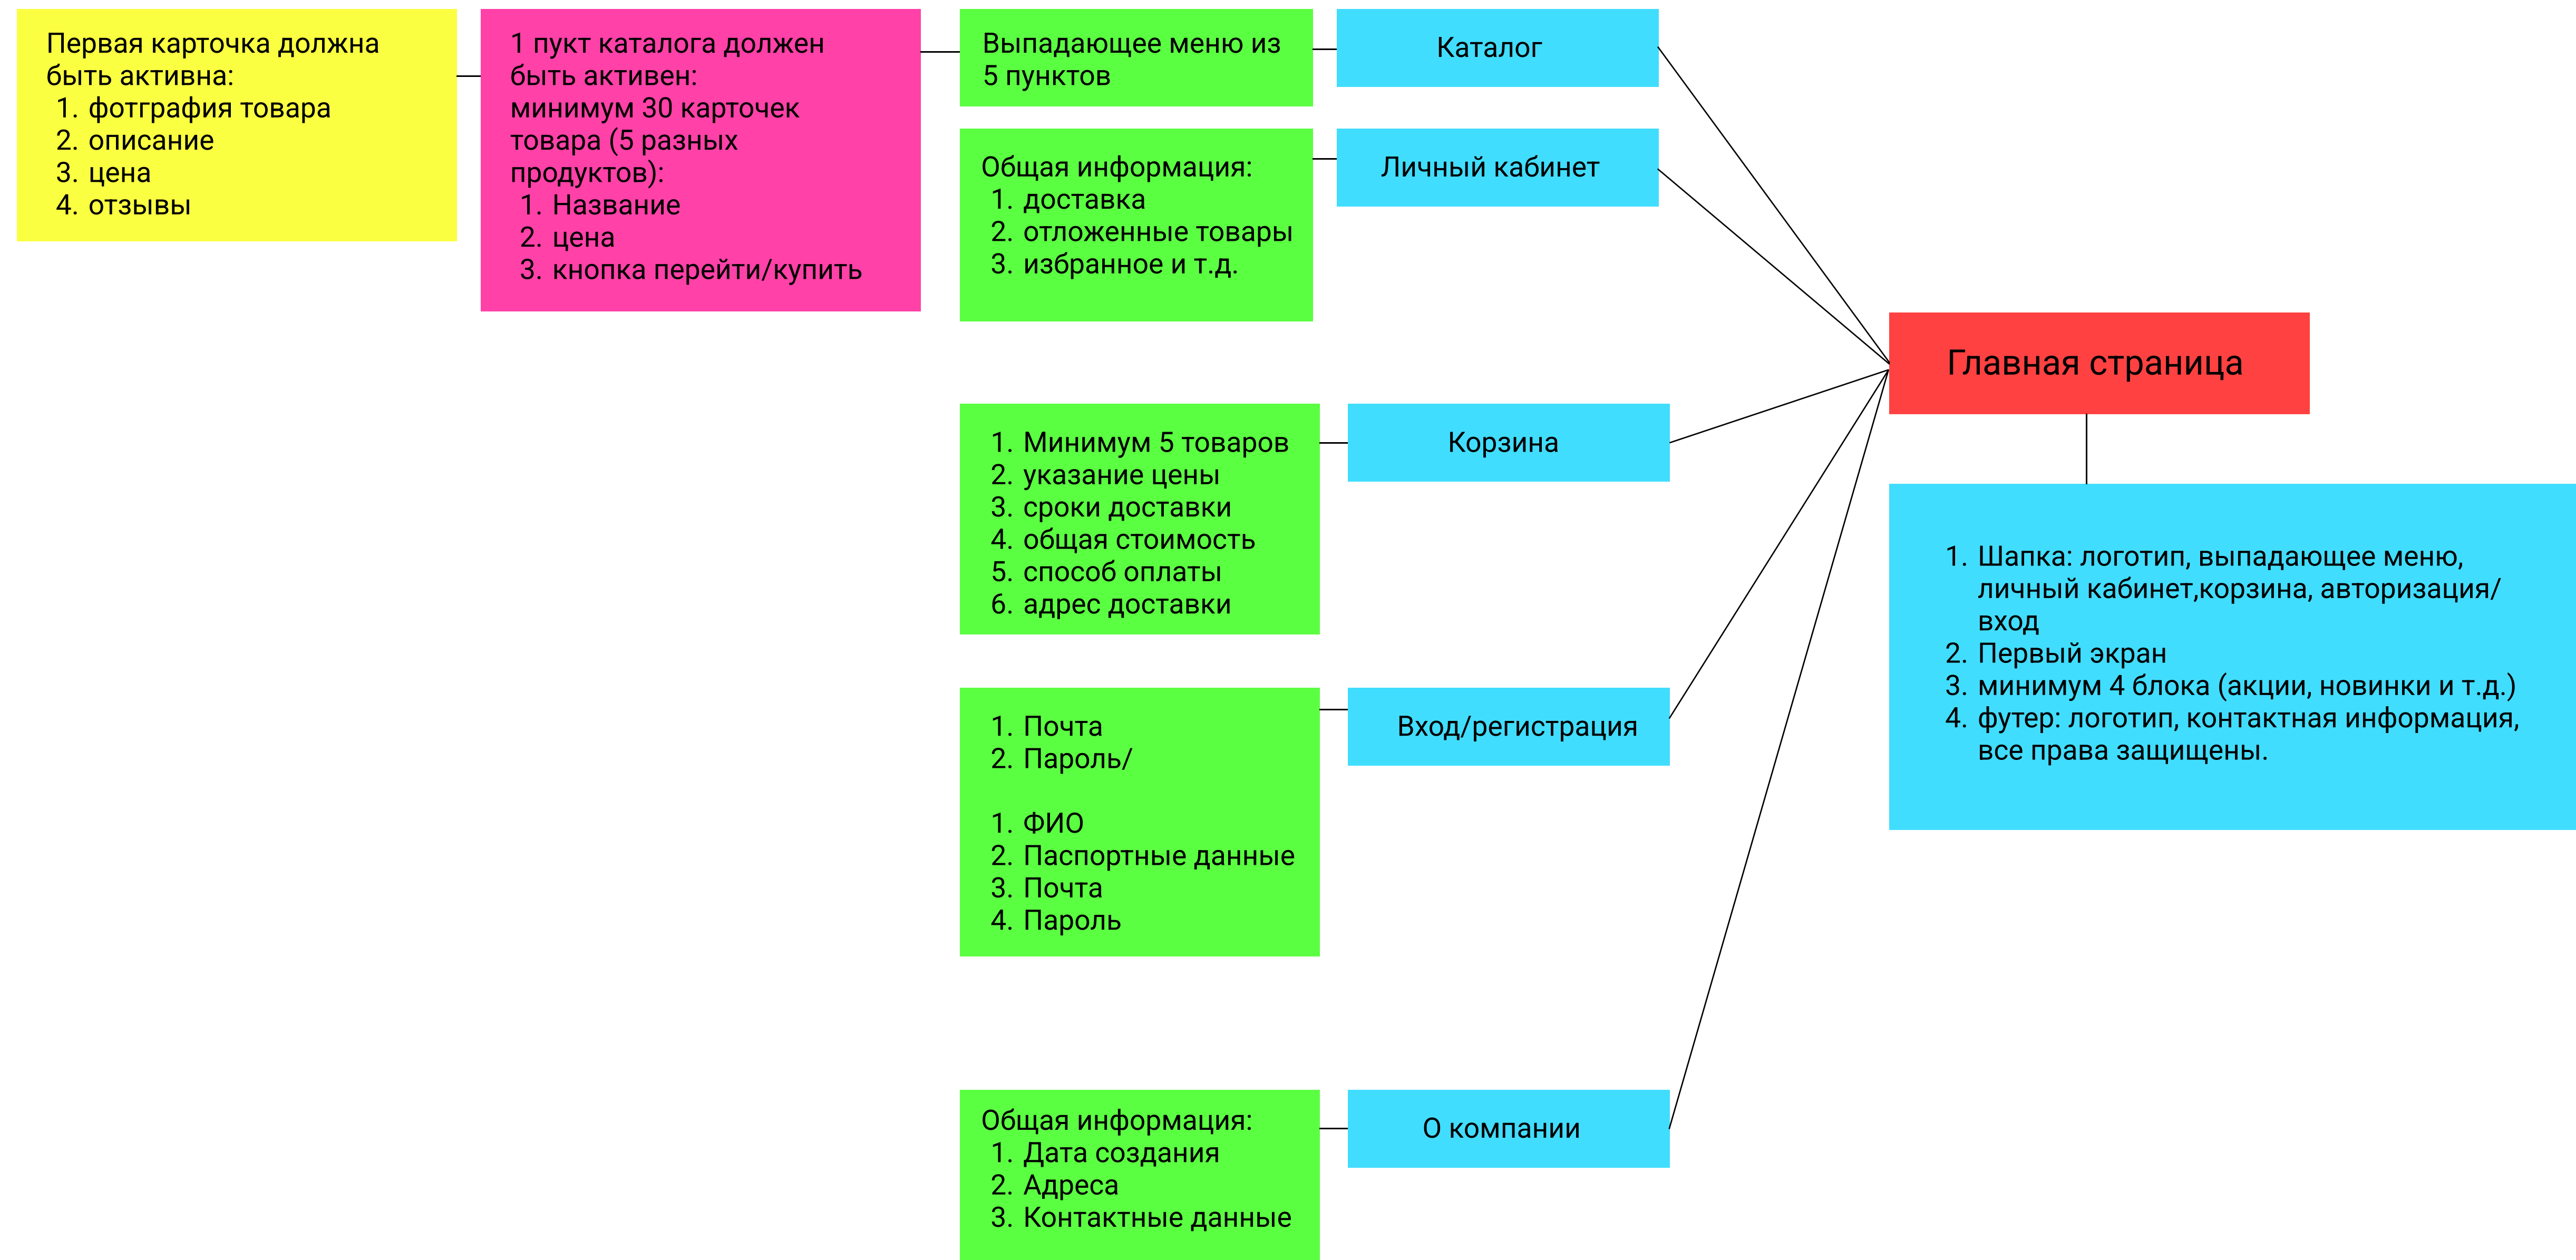 Первая карточка должна
быть активна:
1. фотграфия товара
2. описание
3. цена
4. отзывы
1 пукт каталога должен
быть активен:
минимум 30 карточек
товара (5 разных
продуктов):
1. Название
2. цена
3. кнопка перейти/купить
Выпадающее меню из
5 пунктов
Каталог
Общая информация:
1. доставка
2. отложенные товары
3. избранное и т.д.
Личный кабинет
Главная страница
1. Минимум 5 товаров
2. указание цены
3. сроки доставки
4. общая стоимость
5. способ оплаты
6. адрес доставки
Корзина
1. Шапка: логотип, выпадающее меню,
личный кабинет,корзина, авторизация/
вход
2. Первый экран
3. минимум 4 блока (акции, новинки и т.д.)
4. футер: логотип, контактная информация,
все права защищены.
1. Почта
2. Пароль/
1. ФИО
2. Паспортные данные
3. Почта
4. Пароль
Вход/регистрация
Общая информация:
1. Дата создания
2. Адреса
3. Контактные данные
О компании